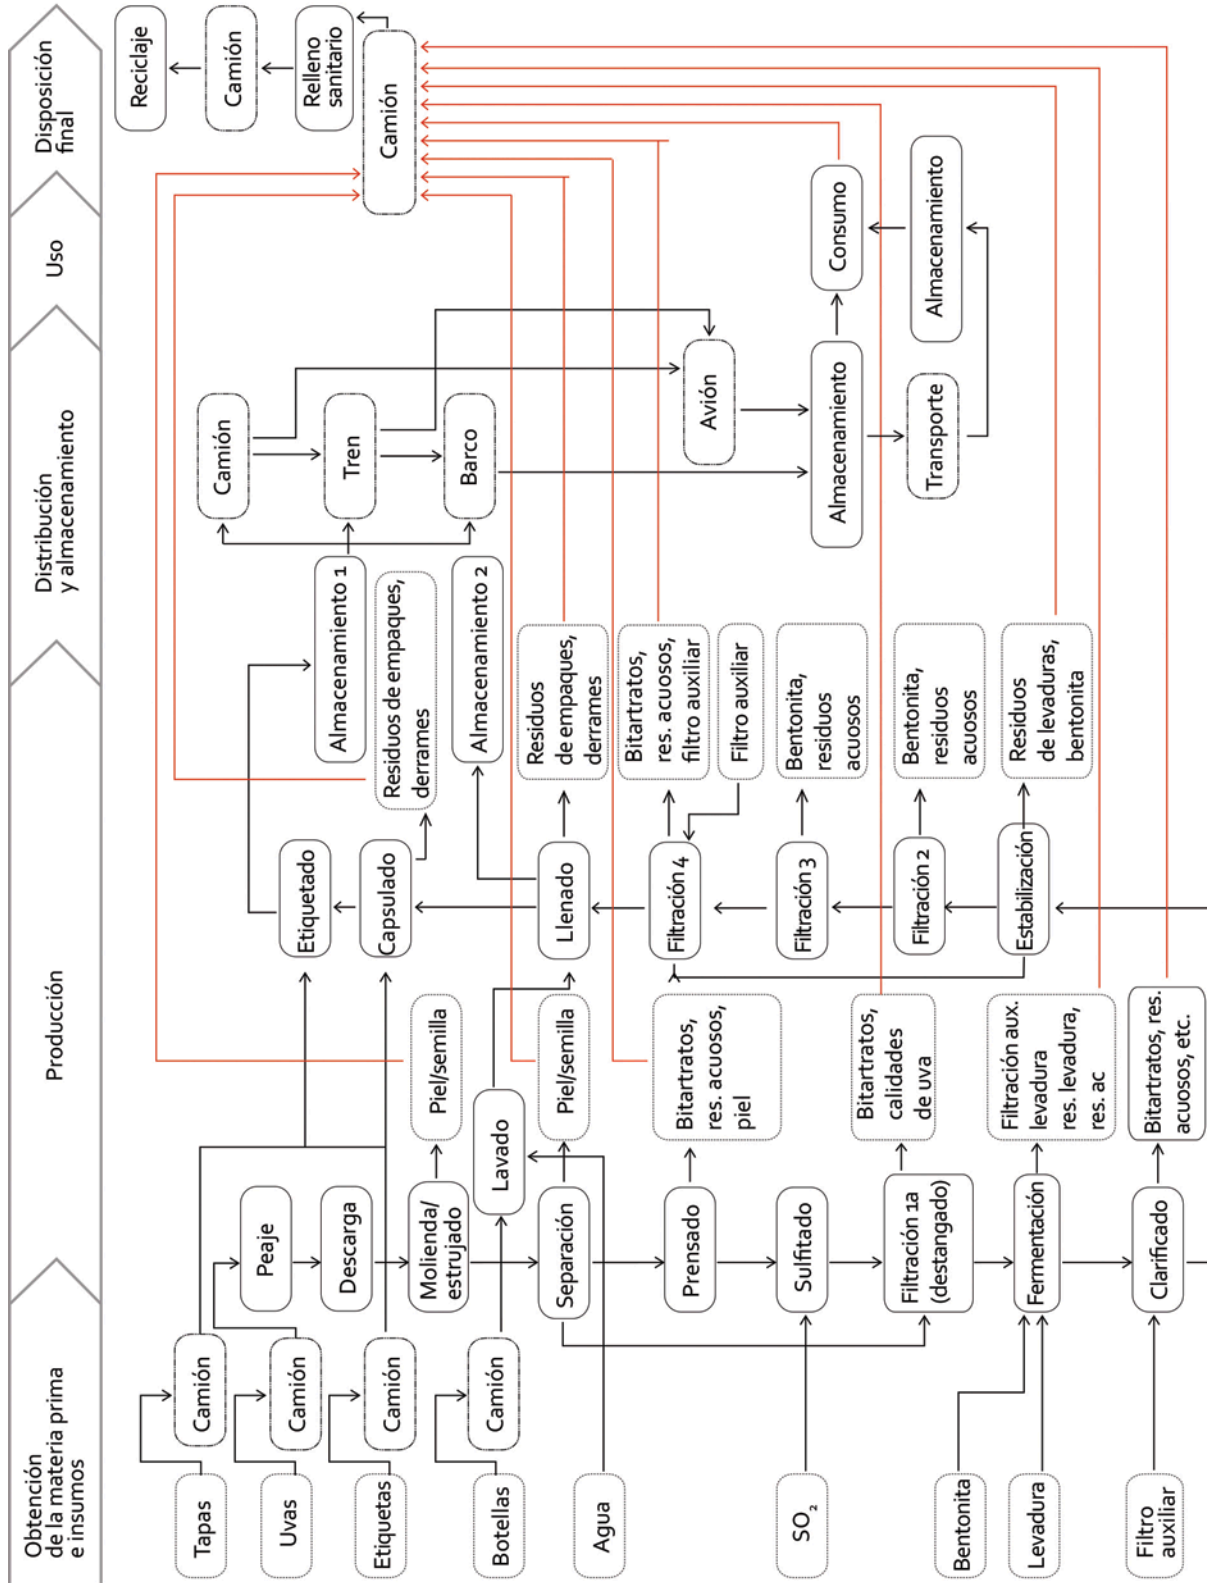 Obtención
de la materia prima
e insumos
Producción
Distribución
y almacenamiento
Uso
Disposición
final
Tapas
Camión
Uvas
Camión
Etiquetas
Camión
Botellas
Camión
Agua
SO₂
Bentonita
Levadura
Filtro
auxiliar
Peaje
Descarga
Molienda/
estrujado
Separación
Prensado
Sulfitado
Filtración 1a
(destangado)
Fermentación
Clarificado
Lavado
Piel/semilla
Piel/semilla
Bitartratos,
res. acuosos,
piel
Bitartratos,
calidades
de uva
Filtración aux.
levadura
res. levadura,
res. ac
Bitartratos, res.
acuosos, etc.
Etiquetado
Capsulado
Llenado
Filtración 4
Filtración 3
Filtración 2
Estabilización
Almacenamiento 1
Residuos de empaques,
derrames
Almacenamiento 2
Residuos
de empaques,
derrames
Bitartratos,
res. acuosos,
filtro auxiliar
Filtro auxiliar
Bentonita,
residuos
acuosos
Bentonita,
residuos
acuosos
Residuos
de levaduras,
bentonita
Camión
Tren
Barco
Avión
Almacenamiento
Transporte
Consumo
Almacenamiento
Camión
Relleno
sanitario
Camión
Reciclaje